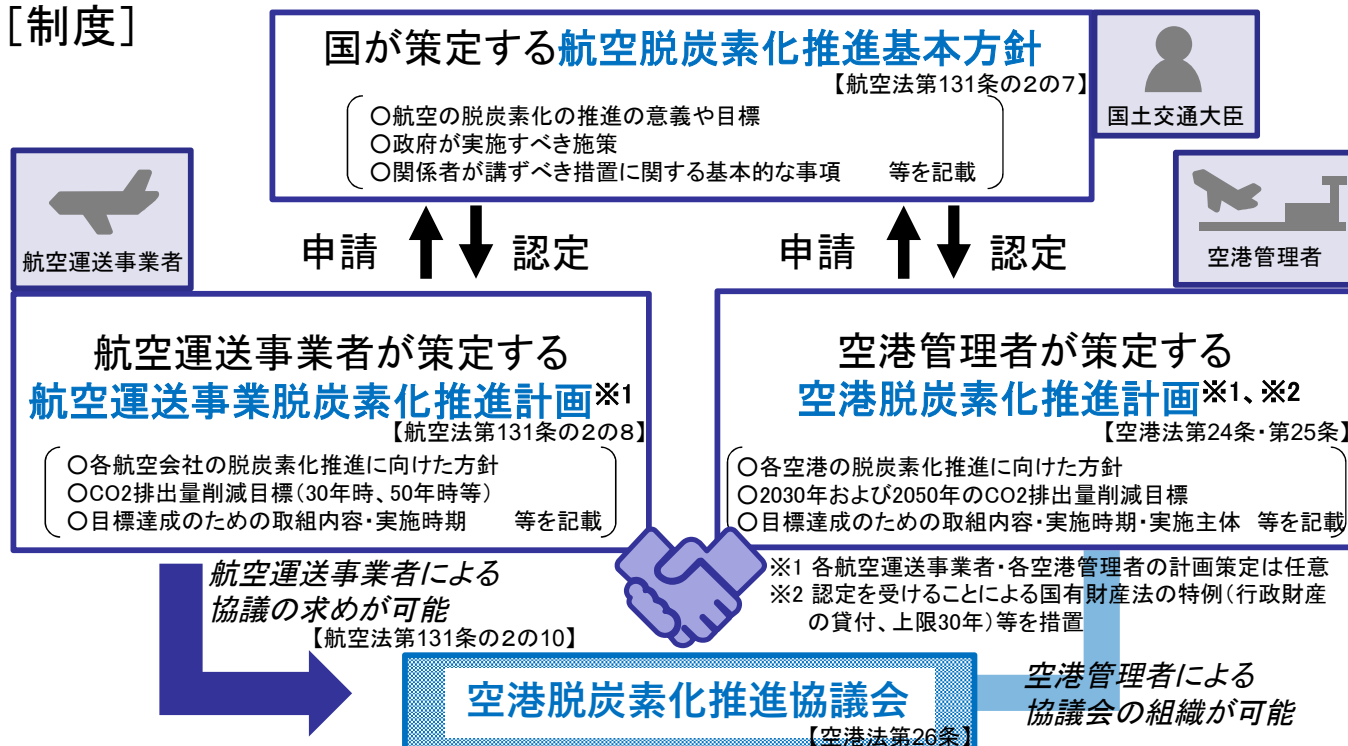 ［制度］
国が策定する航空脱炭素化推進基本方針
【航空法第131条の2の7】
○航空の脱炭素化の推進の意義や目標
○政府が実施すべき施策
○関係者が講ずべき措置に関する基本的な事項　　等を記載
国土交通大臣
航空運送事業者
空港管理者
申請　認定
申請　認定
航空運送事業者が策定する
航空運送事業脱炭素化推進計画※1
【航空法第131条の2の8】
○各航空会社の脱炭素化推進に向けた方針
○CO2排出量削減目標（30年時、50年時等）
○目標達成のための取組内容・実施時期　　等を記載
空港管理者が策定する
空港脱炭素化推進計画※1、※2
【空港法第24条・第25条】
○各空港の脱炭素化推進に向けた方針
○2030年および2050年のCO2排出量削減目標
○目標達成のための取組内容・実施時期・実施主体　等を記載
※1 各航空運送事業者・各空港管理者の計画策定は任意
※2 認定を受けることによる国有財産法の特例（行政財産
の貸付、上限30年）等を措置
航空運送事業者による
協議の求めが可能
【航空法第131条の2の10】
空港脱炭素化推進協議会
【空港法第26条】
空港管理者による
協議会の組織が可能